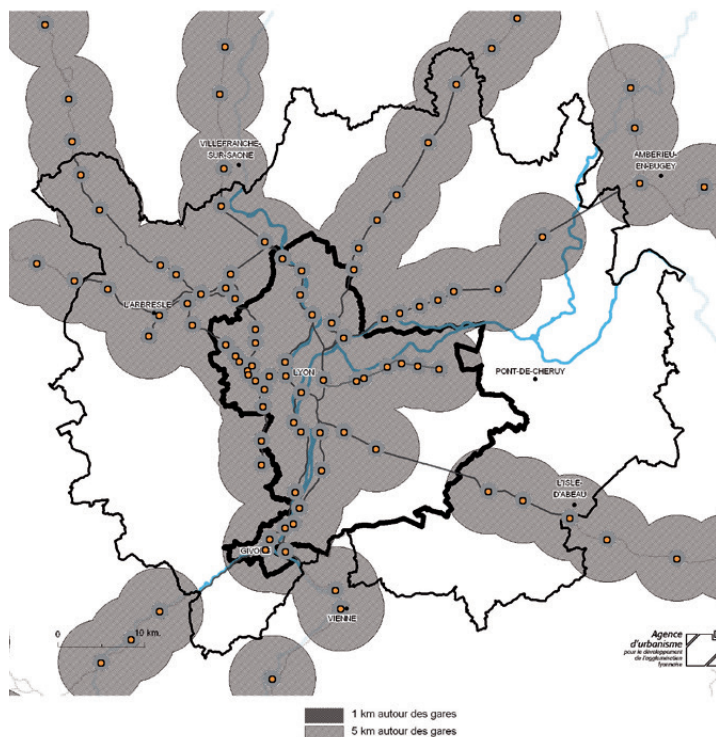 VILLEFRANCHE-
SUR-SAONE
AMBERIEU-
EN-BUGEY
L'ARBRESLE
LYON
PONT-DE-CHERUY
L'ISLE-
D'ABEAU
GIVO
VIENNE
0 10 km.
Agence
d'urbanisme
pour le développement
de l'agglomération
lyonnaise
1 km autour des gares
5 km autour des gares